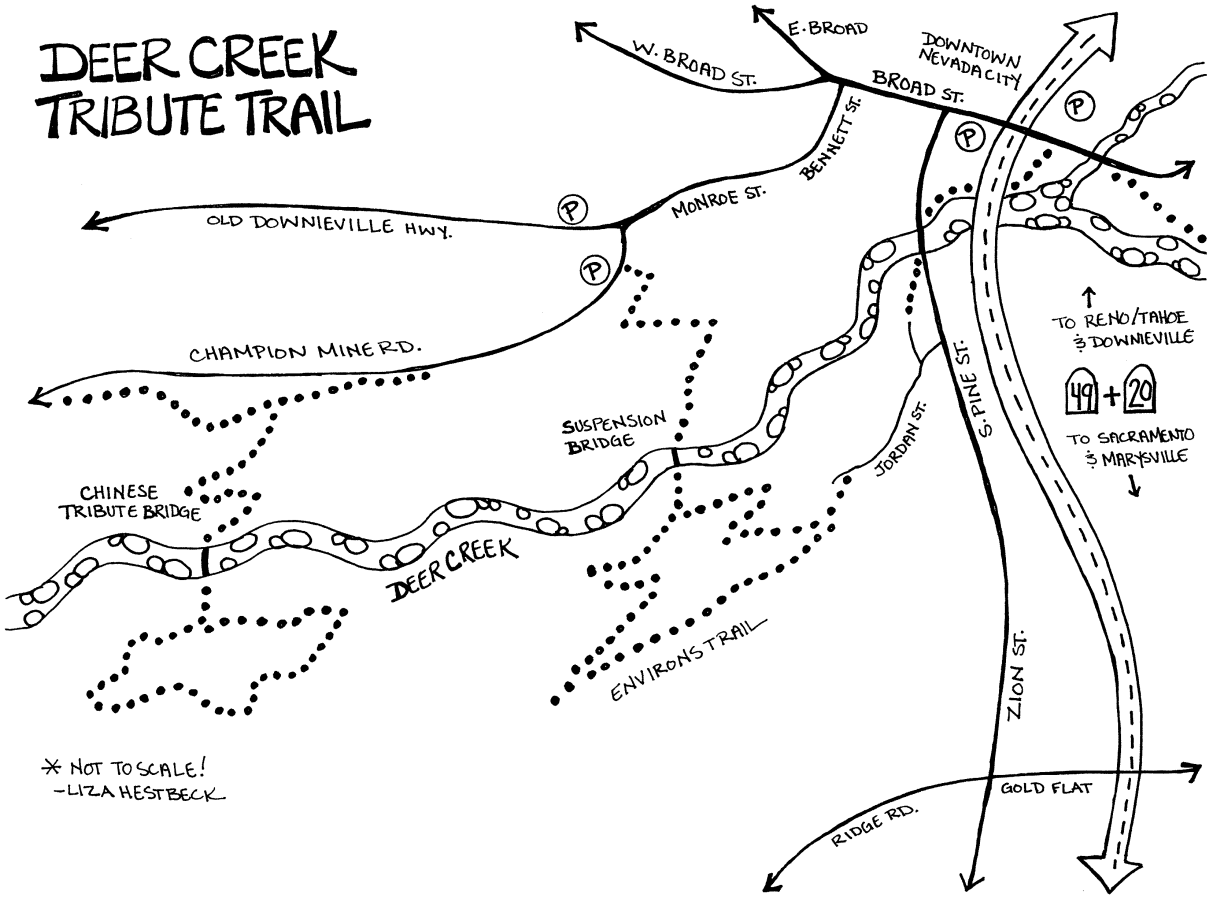 DEER CREEK
TRIBUTE TRAIL
W. BROAD ST.
E. BROAD
BROAD ST.
DOWNTOWN
NEVADA CITY
P
P
BENNETT ST.
MONROE ST.
P
OLD DOWNIEVILLE HWY.
P
CHAMPION MINE RD.
TO RENO/TAHOE
& DOWNIEVILLE
49 + 20
TO SACRAMENTO
& MARYSVILLE
S. PINE ST.
JORDAN ST.
SUSPENSION
BRIDGE
CHINESE
TRIBUTE BRIDGE
DEER CREEK
ENVIRONS TRAIL
ZION ST.
GOLD FLAT
RIDGE RD.
* NOT TO SCALE!
-LIZA HESTBECK